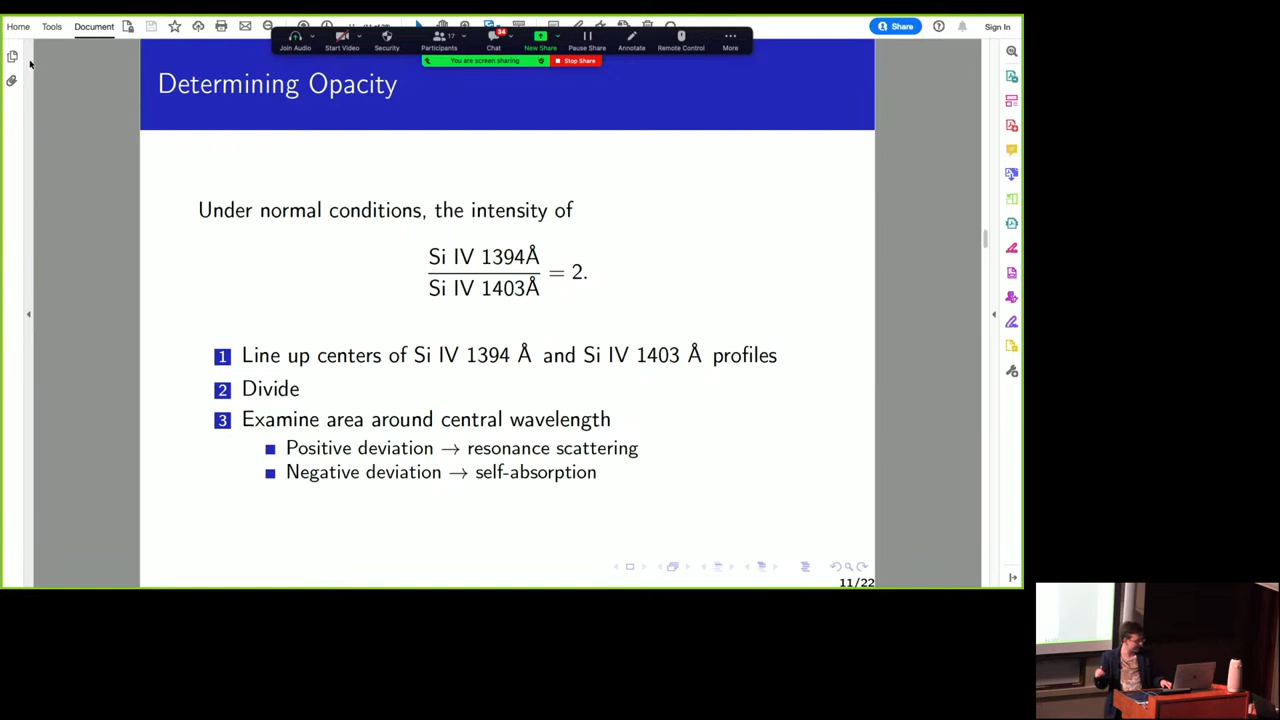 Home Tools Document Share Sign In
17 34
Join Audio Start Video Security Participants Chat New Share Pause Share Annotate Remote Control More
You are screen sharing Stop Share
Determining Opacity
Under normal conditions, the intensity of
Si IV 1394Å
Si IV 1403Å
= 2.
1 Line up centers of Si IV 1394 Å and Si IV 1403 Å profiles
2 Divide
3 Examine area around central wavelength
Positive deviation → resonance scattering
Negative deviation → self-absorption
11/22